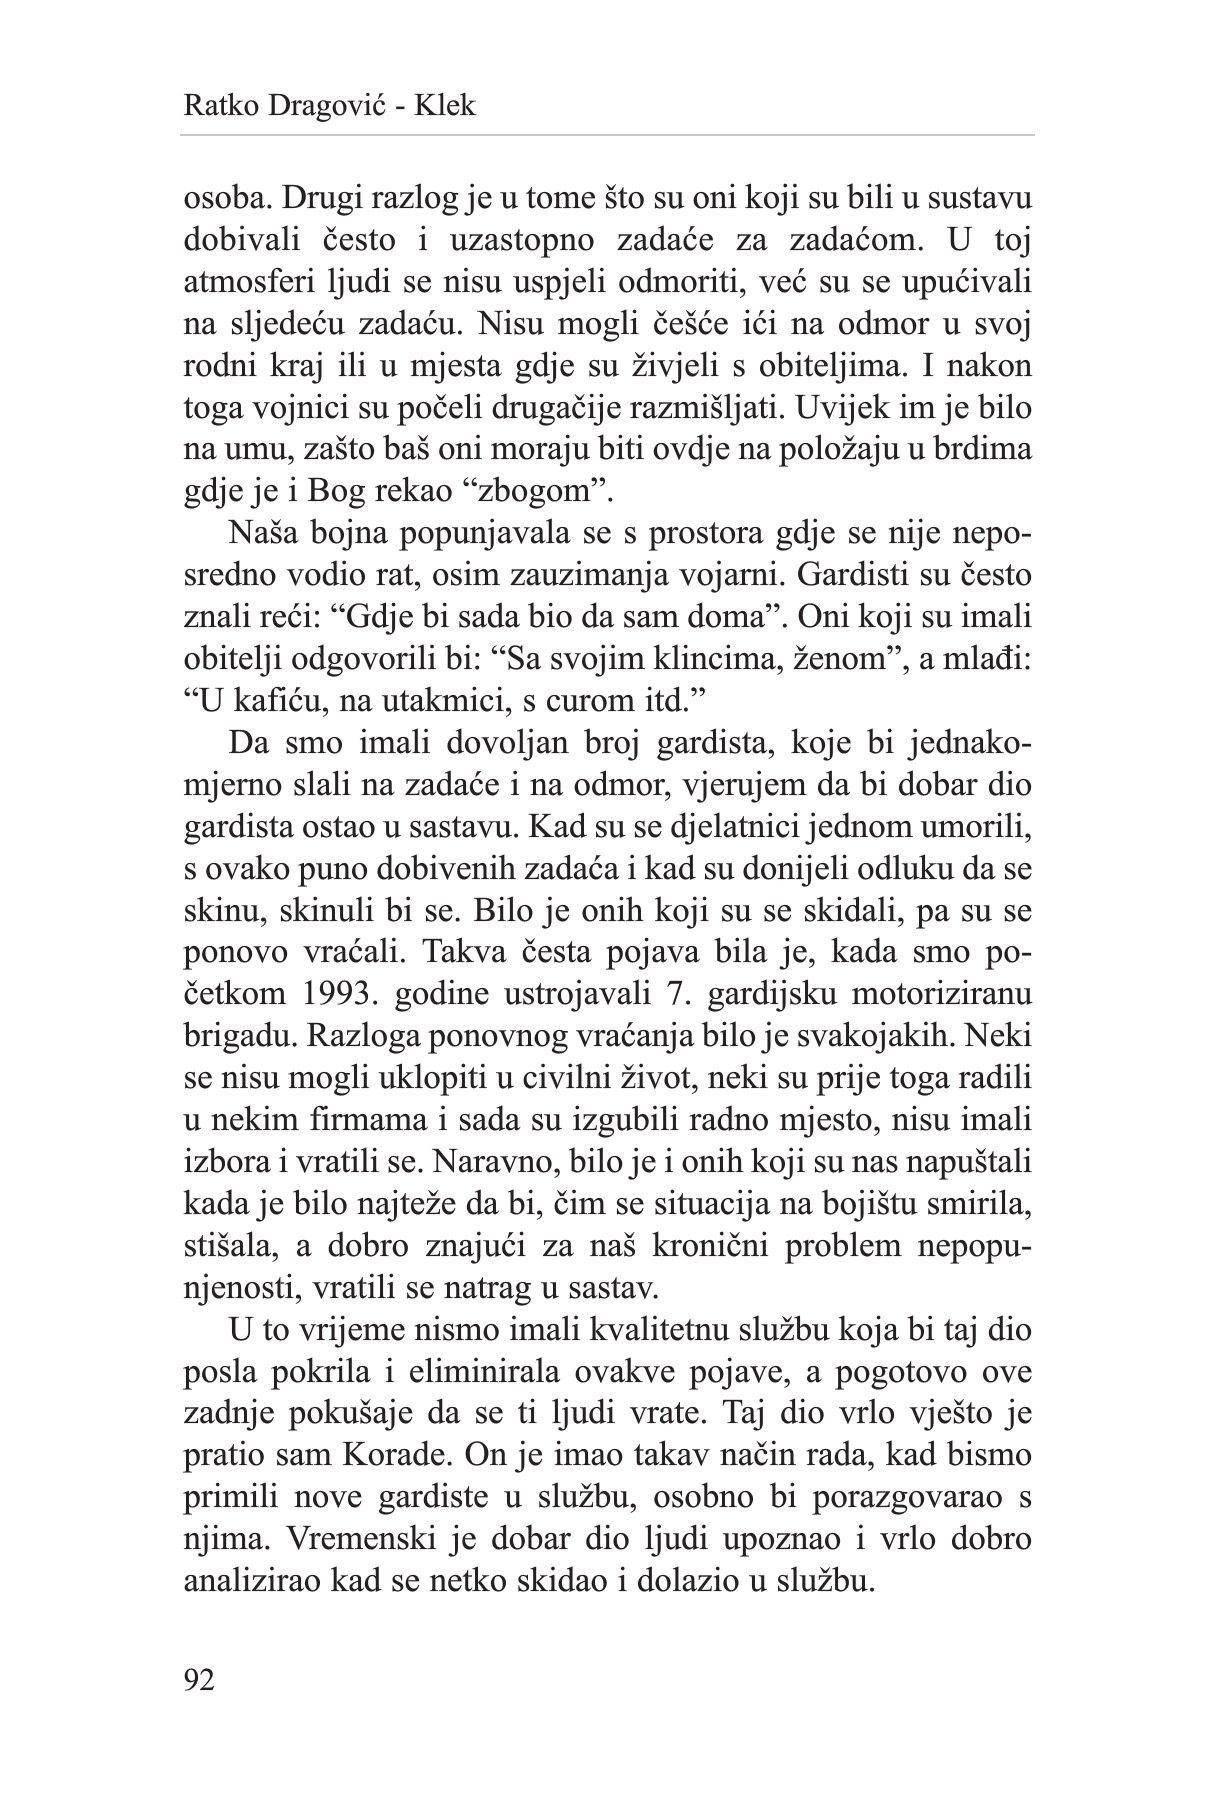 Ratko Dragović - Klek
osoba. Drugi razlog je u tome što su oni koji su bili u sustavu
dobivali često i uzastopno zadaće za zadaćom. U toj
atmosferi ljudi se nisu uspjeli odmoriti, već su se upućivali
na sljedeću zadaću. Nisu mogli češće ići na odmor u svoj
rodni kraj ili u mjesta gdje su živjeli s obiteljima. I nakon
toga vojnici su počeli drugačije razmišljati. Uvijek im je bilo
na umu, zašto baš oni moraju biti ovdje na položaju u brdima
gdje je i Bog rekao “zbogom”.
Naša bojna popunjavala se s prostora gdje se nije nepo-
sredno vodio rat, osim zauzimanja vojarni. Gardisti su često
znali reći: “Gdje bi sada bio da sam doma”. Oni koji su imali
obitelji odgovorili bi: “Sa svojim klincima, ženom”, a mlađi:
“U kafiću, na utakmici, s curom itd.”
Da smo imali dovoljan broj gardista, koje bi jednako-
mjerno slali na zadaće i na odmor, vjerujem da bi dobar dio
gardista ostao u sastavu. Kad su se djelatnici jednom umorili,
s ovako puno dobivenih zadaća i kad su donijeli odluku da se
skinu, skinuli bi se. Bilo je onih koji su se skidali, pa su se
ponovo vraćali. Takva česta pojava bila je, kada smo po-
četkom 1993. godine ustrojavali 7. gardijsku motoriziranu
brigadu. Razloga ponovnog vraćanja bilo je svakojakih. Neki
se nisu mogli uklopiti u civilni život, neki su prije toga radili
u nekim firmama i sada su izgubili radno mjesto, nisu imali
izbora i vratili se. Naravno, bilo je i onih koji su nas napuštali
kada je bilo najteže da bi, čim se situacija na bojištu smirila,
stišala, a dobro znajući za naš kronični problem nepopu-
njenosti, vratili se natrag u sastav.
U to vrijeme nismo imali kvalitetnu službu koja bi taj dio
posla pokrila i eliminirala ovakve pojave, a pogotovo ove
zadnje pokušaje da se ti ljudi vrate. Taj dio vrlo vješto je
pratio sam Korade. On je imao takav način rada, kad bismo
primili nove gardiste u službu, osobno bi porazgovarao s
njima. Vremenski je dobar dio ljudi upoznao i vrlo dobro
analizirao kad se netko skidao i dolazio u službu.
92